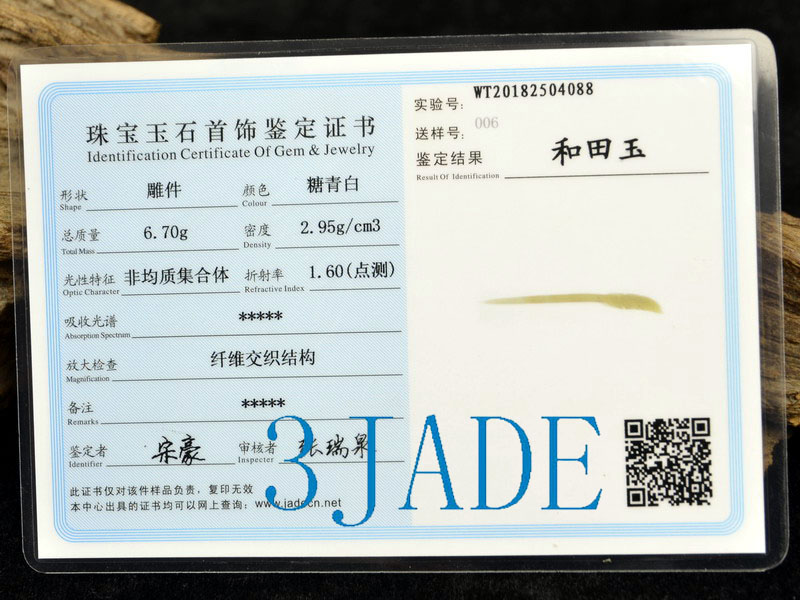 珠宝玉石首饰鉴定证书
Identification Certificate Of Gem & Jewelry
形状 雕件 颜色 糖青白
Shape Colour
总质量 6.70g 密度 2.95g/cm3
Total Mass Density
光性特征 非均质集合体 折射率 1.60(点测)
Optic Character Refractive Index
吸收光谱 *****
Absorption Spectrum
放大检查 纤维交织结构
Magnification
备注 *****
Remarks
鉴定者 宋豪 审核者 张瑞泉
Identifier Inspecter
此证书仅对该件样品负责，复印无效
本中心出具的证书均可以网上查询：www.jadecn.net
实验号: WT20182504088
送样号: 006
鉴定结果 和田玉
Result Of Identification
3JADE